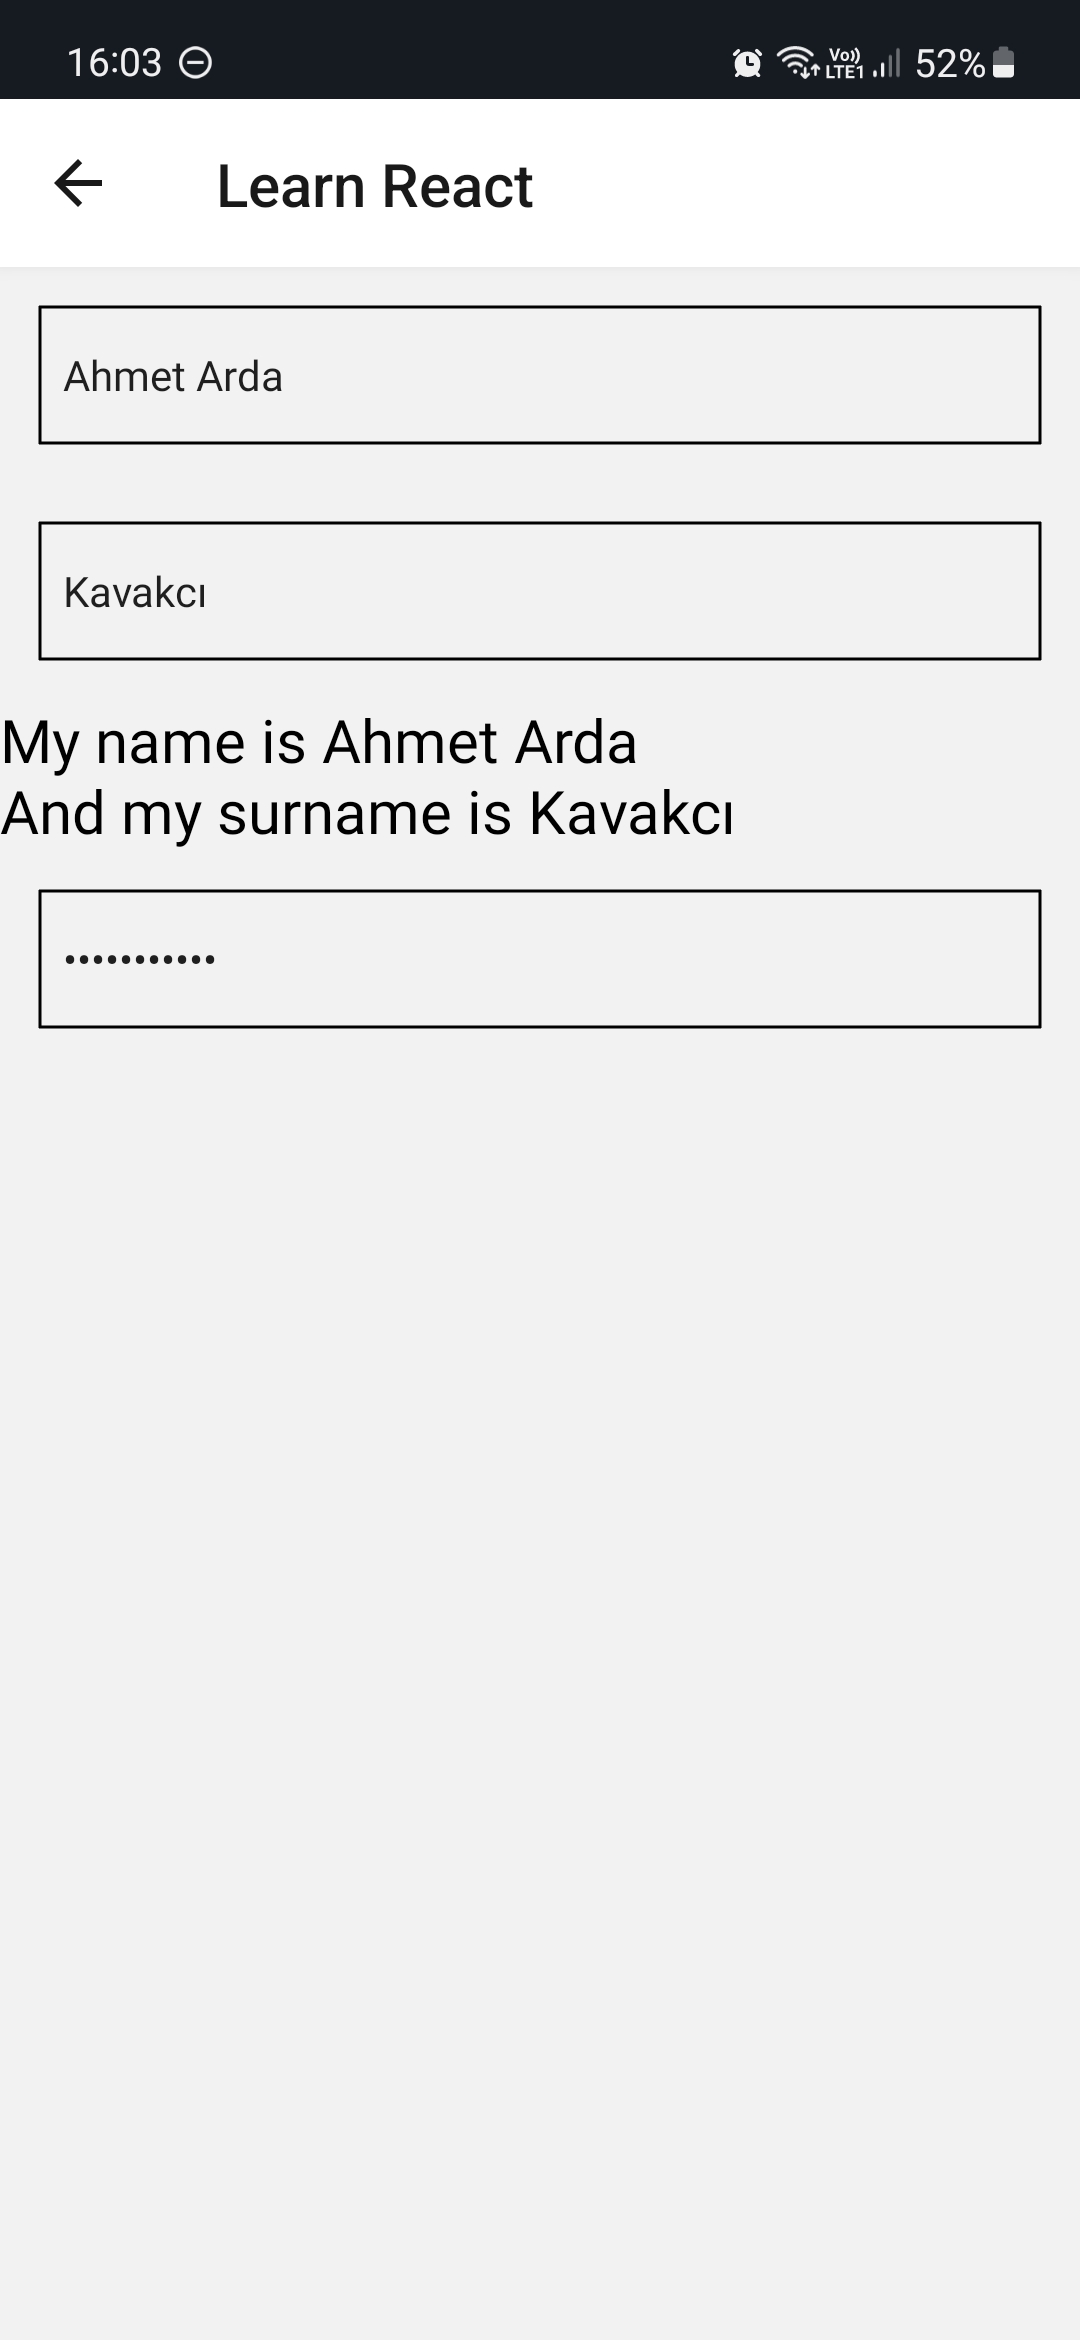 16:03 Vo)) LTE1 52%
Learn React
Ahmet Arda
Kavakcı
My name is Ahmet Arda
And my surname is Kavakcı
•••••••••••